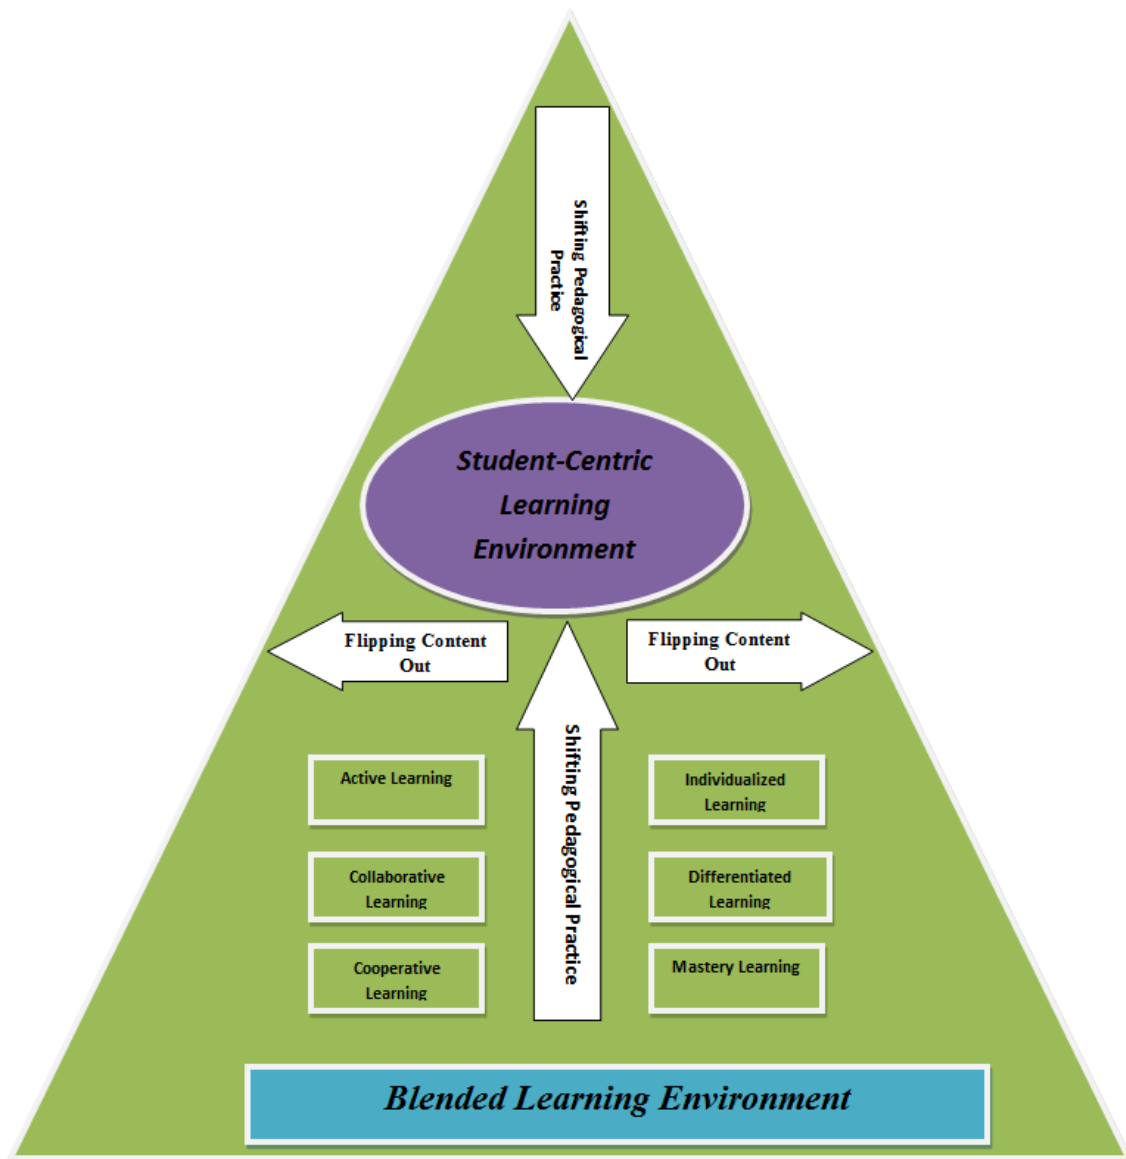 Shifting Pedagogical
Practice
Student-Centric
Learning
Environment
Flipping Content
Out
Flipping Content
Out
Shifting Pedagogical Practice
Active Learning
Individualized
Learning
Collaborative
Learning
Differentiated
Learning
Cooperative
Learning
Mastery Learning
Blended Learning Environment